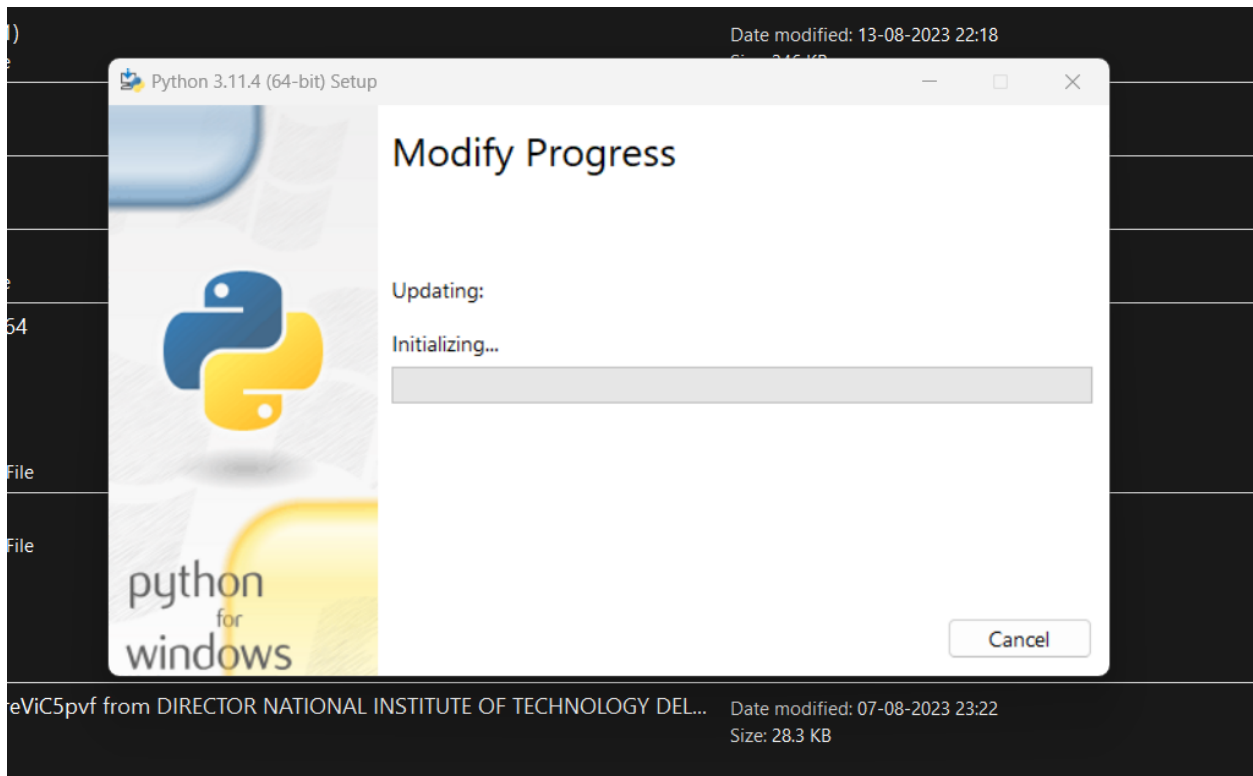 Date modified: 13-08-2023 22:18
Python 3.11.4 (64-bit) Setup
Modify Progress
Updating:
Initializing...
64
File
File
python
for
windows
Cancel
reViC5pvf from DIRECTOR NATIONAL INSTITUTE OF TECHNOLOGY DEL...
Date modified: 07-08-2023 23:22
Size: 28.3 KB